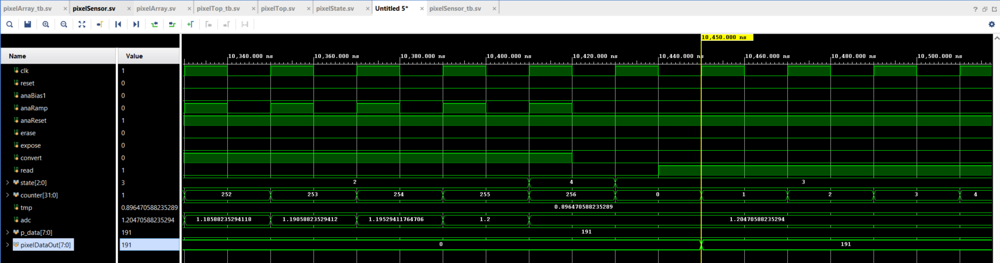 pixelArray_tb.sv × pixelSensor.sv × pixelArray.sv × pixelTop_tb.sv × pixelTop.sv × pixelState.sv × Untitled 5* × pixelSensor_tb.sv ×
10,450.000 ns
Name Value
10,340.000 ns 10,360.000 ns 10,380.000 ns 10,400.000 ns 10,420.000 ns 10,440.000 ns 10,460.000 ns 10,480.000 ns 10,500.000 ns
clk 1
reset 0
anaBias1 0
anaRamp 0
anaReset 1
erase 0
expose 0
convert 0
read 1
state[2:0] 3 2 4 3
counter[31:0] 1 252 253 254 255 256 0 1 2 3 4
tmp 0.896470588235289 0.896470588235289
adc 1.20470588235294 1.18588235294118 1.19058823529412 1.19529411764706 1.2 1.20470588235294
p_data[7:0] 191 191
pixelDataOut[7:0] 191 0 191